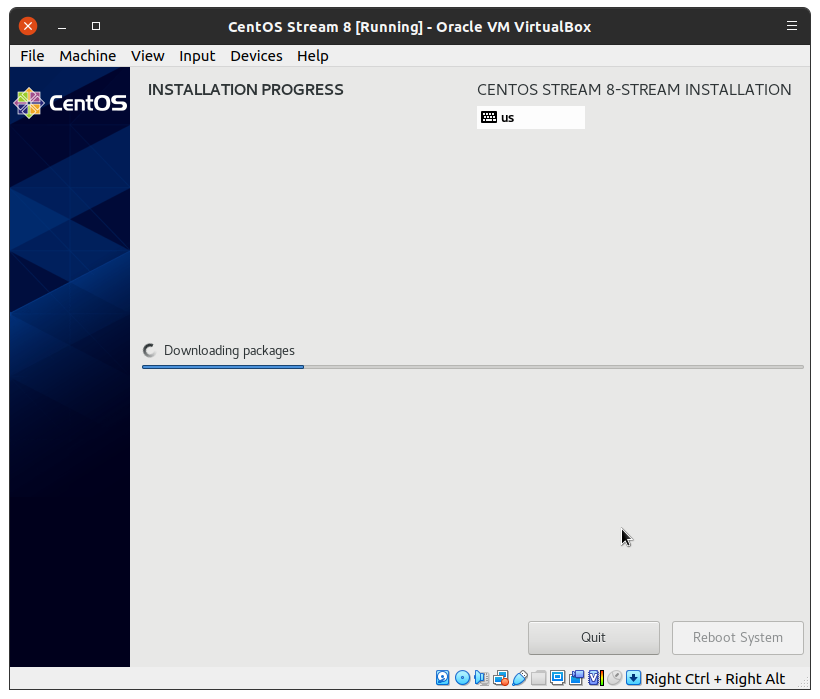 CentOS Stream 8 [Running] - Oracle VM VirtualBox
File Machine View Input Devices Help
CentOS
INSTALLATION PROGRESS
CENTOS STREAM 8-STREAM INSTALLATION
us
Downloading packages
Quit
Reboot System
Right Ctrl + Right Alt